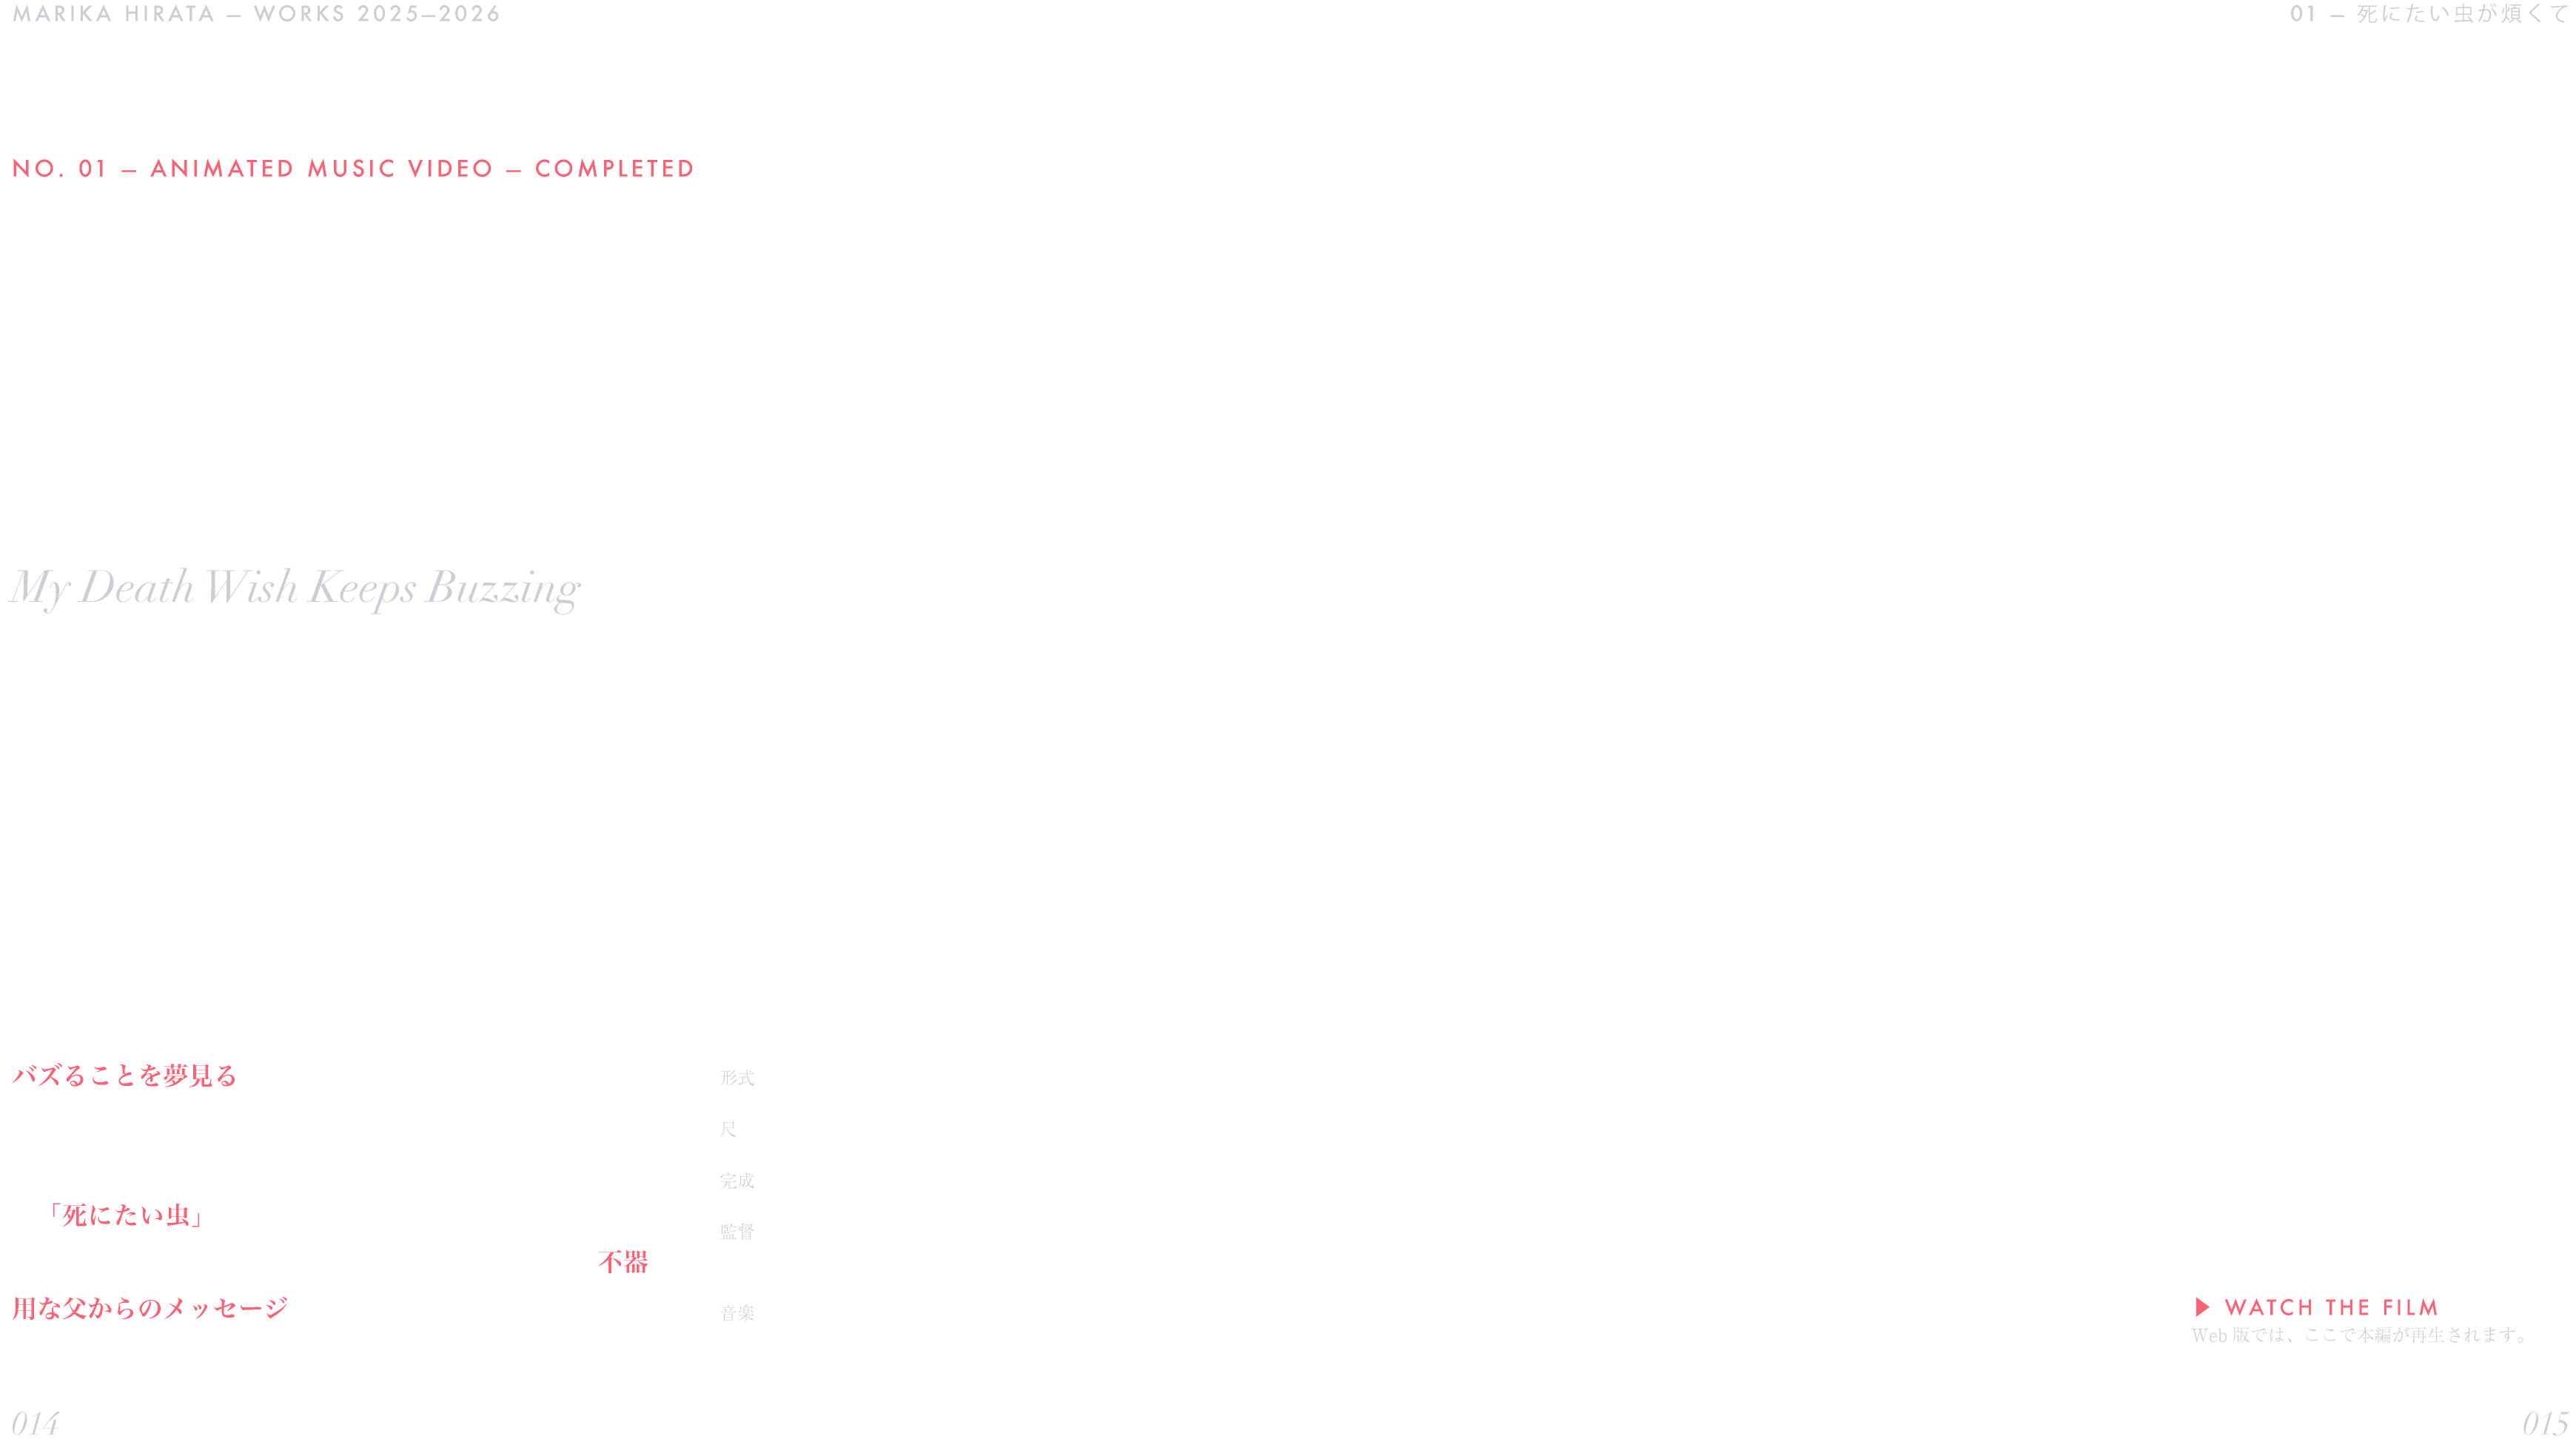 MARIKA HIRATA — WORKS 2025—2026
01 — 死にたい虫が煩くて
NO. 01 — ANIMATED MUSIC VIDEO — COMPLETED
My Death Wish Keeps Buzzing
バズることを夢見る
「死にたい虫」
不器
用な父からのメッセージ
形式
尺
完成
監督
音楽
▶ WATCH THE FILM
Web 版では、ここで本編が再生されます。
014
015